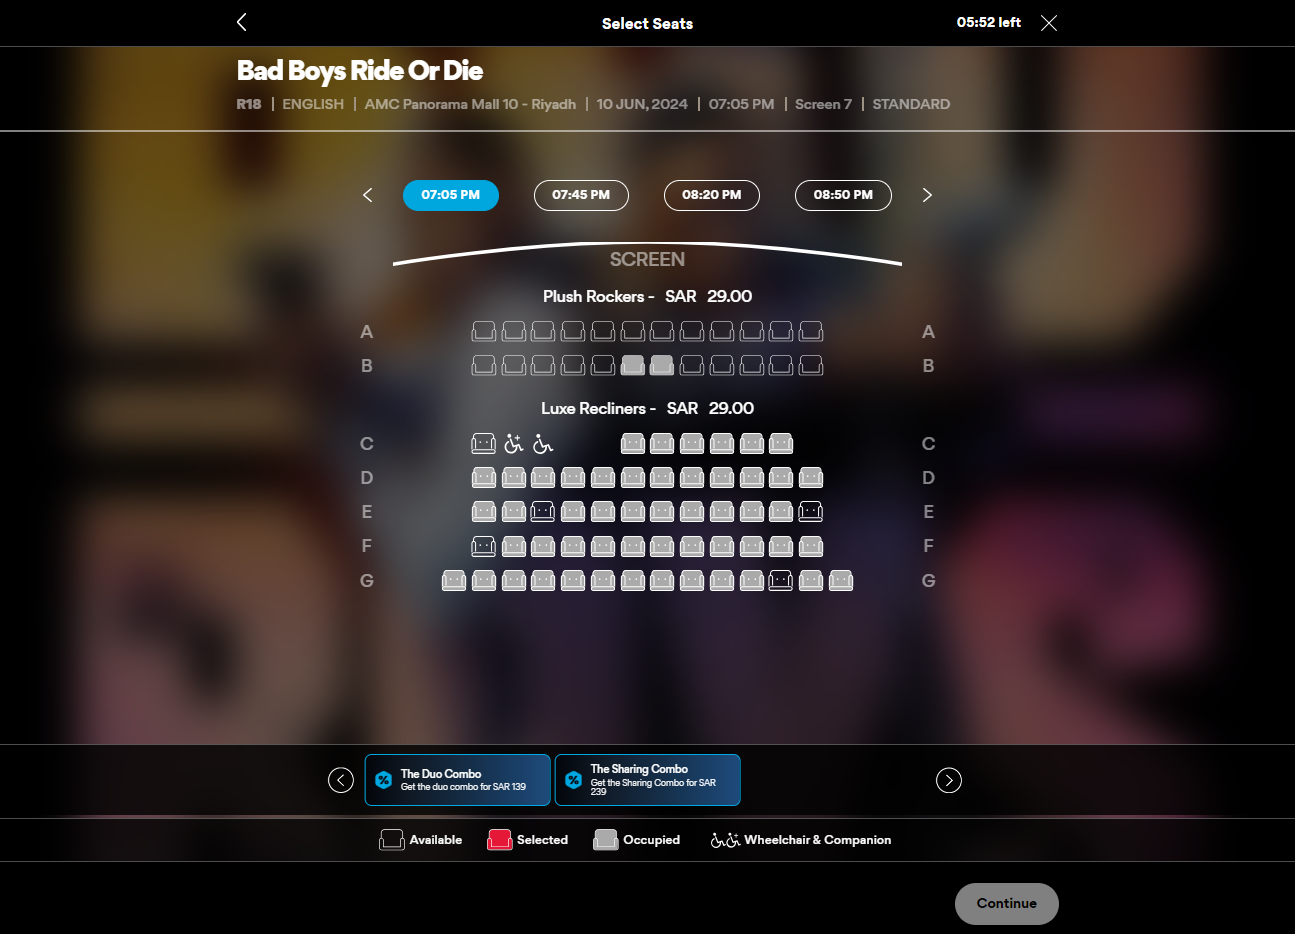 Select Seats
05:52 left
Bad Boys Ride Or Die
R18 | ENGLISH | AMC Panorama Mall 10 - Riyadh | 10 JUN, 2024 | 07:05 PM | Screen 7 | STANDARD
07:05 PM 07:45 PM 08:20 PM 08:50 PM
SCREEN
Plush Rockers - SAR 29.00
A A
B B
Luxe Recliners - SAR 29.00
C C
D D
E E
F F
G G
The Duo Combo
Get the duo combo for SAR 139
The Sharing Combo
Get the Sharing Combo for SAR
239
Available Selected Occupied Wheelchair & Companion
Continue